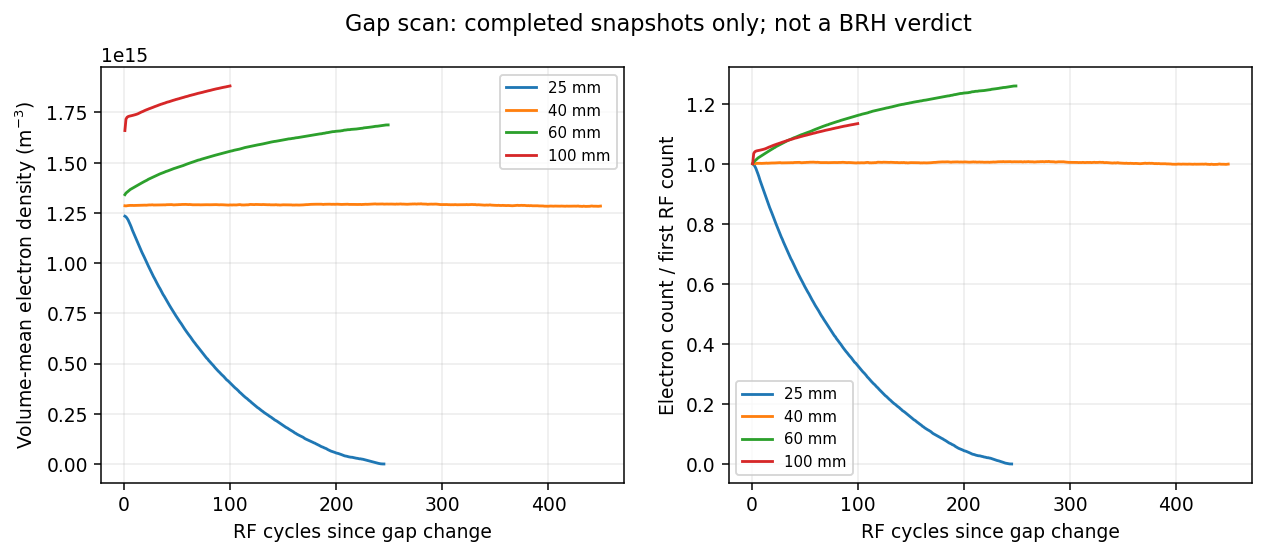 Gap scan: completed snapshots only; not a BRH verdict
1e15
Volume-mean electron density (m⁻³)
1.75
1.50
1.25
1.00
0.75
0.50
0.25
0.00
0
100
200
300
400
RF cycles since gap change
25 mm
40 mm
60 mm
100 mm
Electron count / first RF count
1.2
1.0
0.8
0.6
0.4
0.2
0.0
0
100
200
300
400
RF cycles since gap change
25 mm
40 mm
60 mm
100 mm